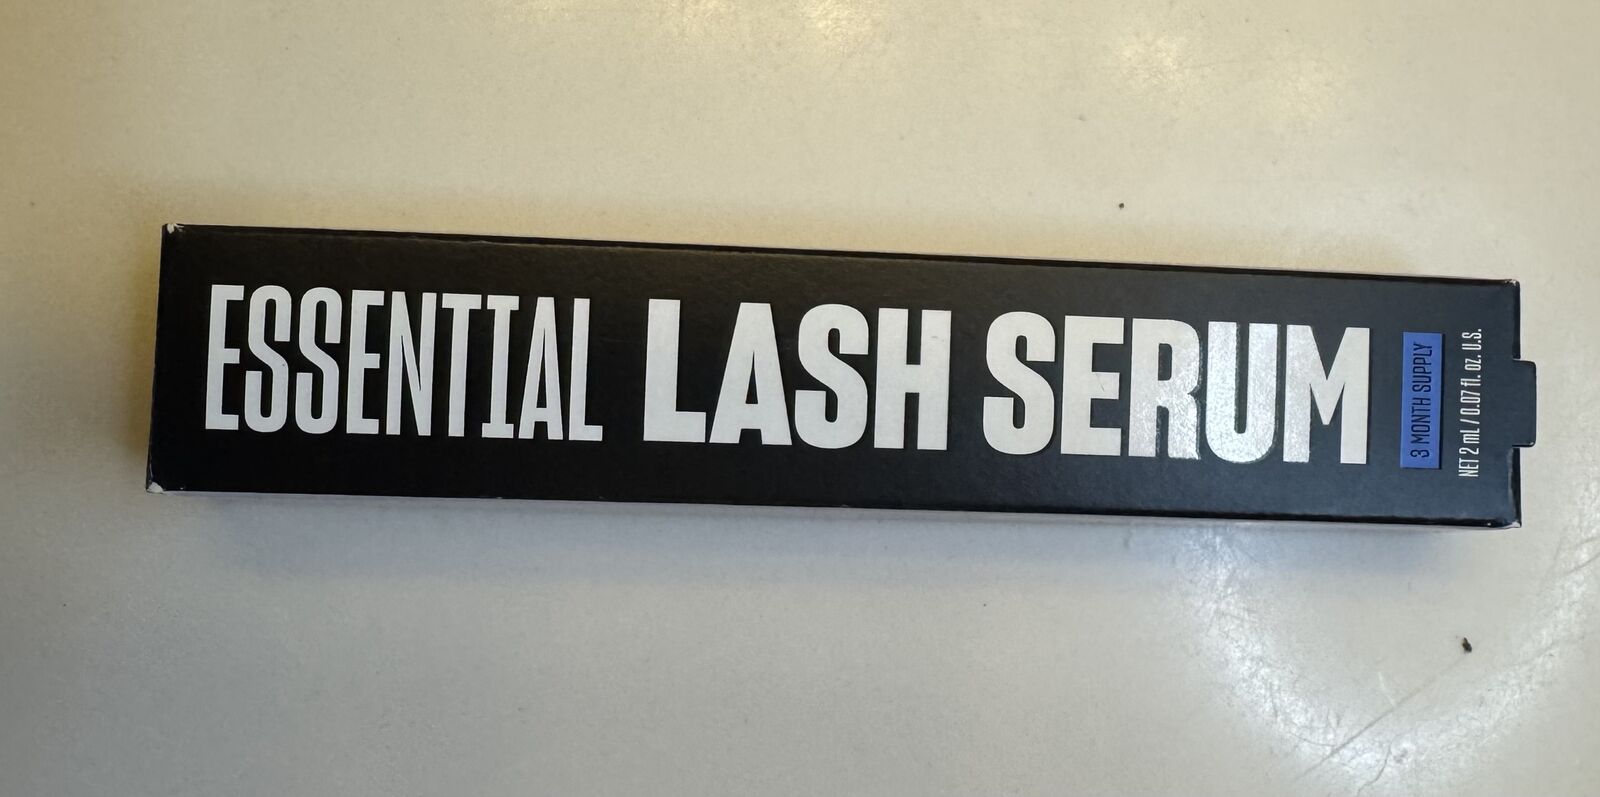 ESSENTIAL LASH SERUM
3 MONTH SUPPLY
NET 2 mL / 0.07 fl. oz. U.S.